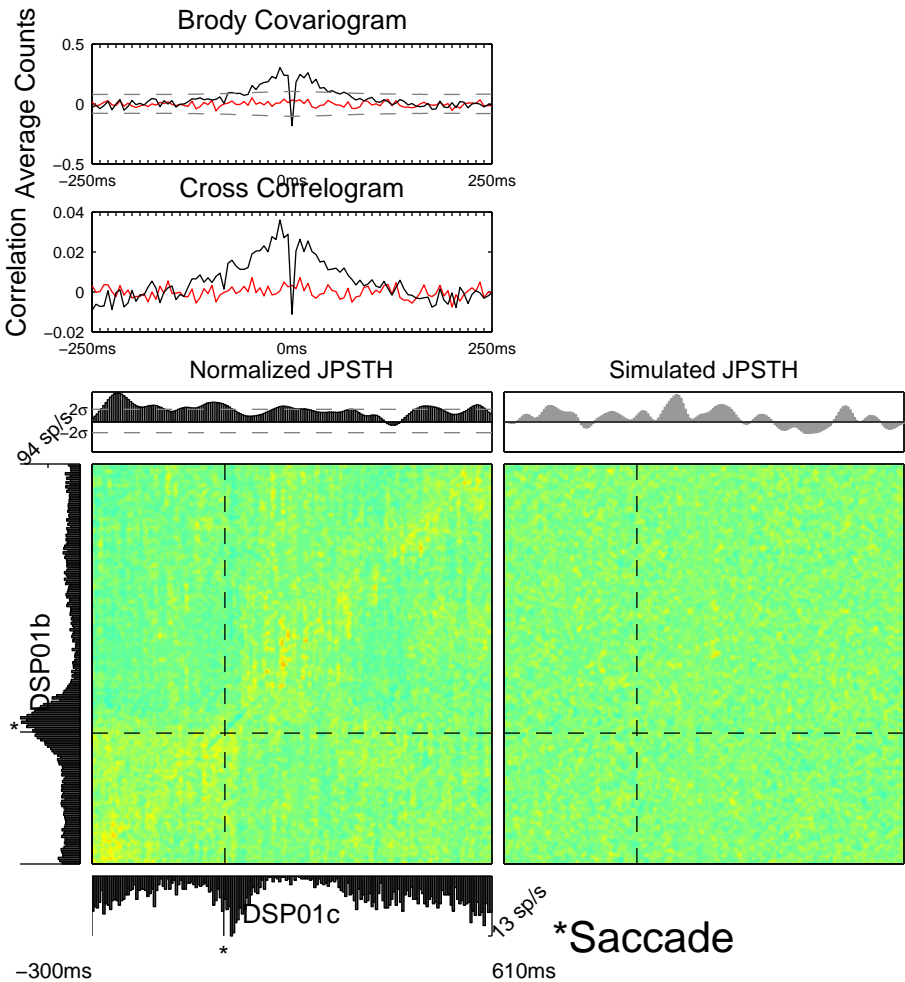 Brody Covariogram
Average Counts
0.5
0
−0.5
−250ms
0ms
250ms
Cross Correlogram
Correlation
0.04
0.02
0
−0.02
−250ms
0ms
250ms
Normalized JPSTH
Simulated JPSTH
2σ
−2σ
94 sp/s
DSP01b
*
DSP01c
13 sp/s
*
*Saccade
−300ms
610ms